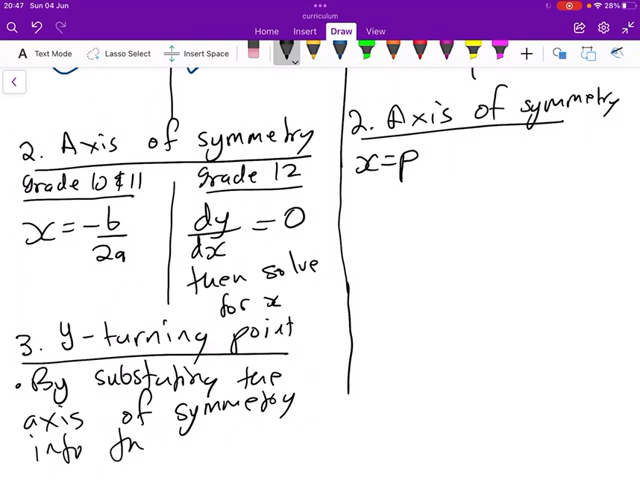 20:47 Sun 04 Jun
28%
curriculum
Home Insert Draw View
Text Mode Lasso Select Insert Space
2. Axis of symmetry
Grade 10 & 11
x = -b
2a
Grade 12
dy = 0
dx
then solve
for x
3. y-turning point
• By substuting the
axis of symmetry
into
2. Axis of symmetry
x=p